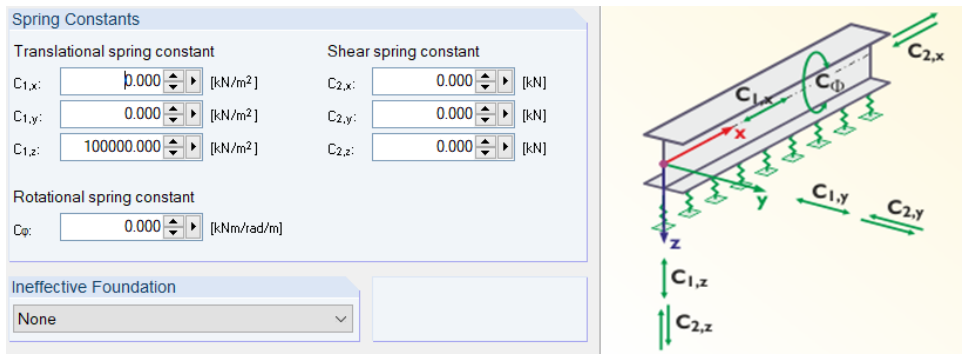 Spring Constants
Translational spring constant
C1,x: 0.000 [kN/m²]
C1,y: 0.000 [kN/m²]
C1,z: 100000.000 [kN/m²]
Shear spring constant
C2,x: 0.000 [kN]
C2,y: 0.000 [kN]
C2,z: 0.000 [kN]
Rotational spring constant
Cφ: 0.000 [kNm/rad/m]
Ineffective Foundation
None
C2,x
CΦ
C1,x
x
y
C1,y
C2,y
z
C1,z
C2,z